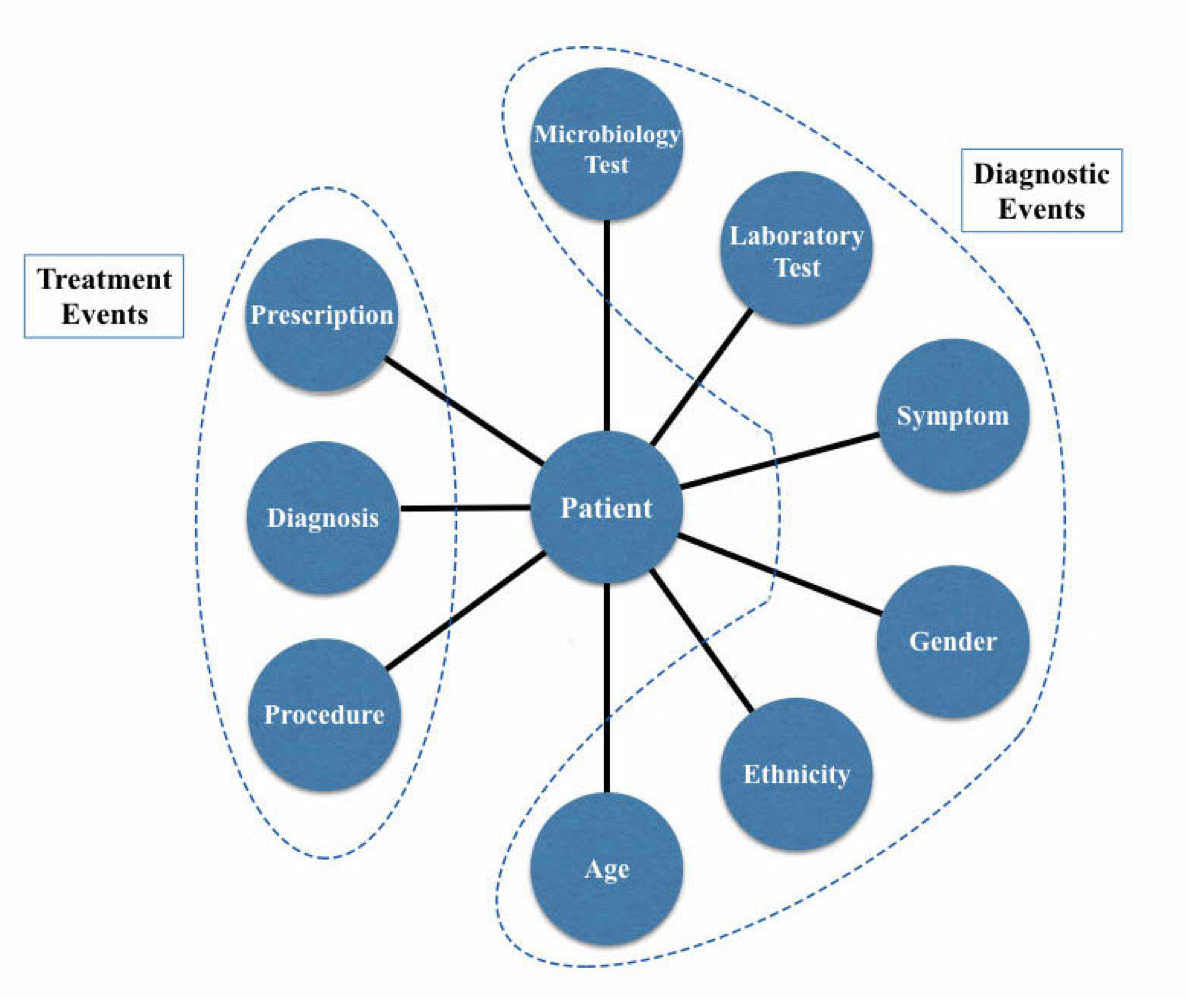 Microbiology
Test
Diagnostic
Events
Laboratory
Test
Treatment
Events
Prescription
Symptom
Patient
Diagnosis
Gender
Procedure
Ethnicity
Age